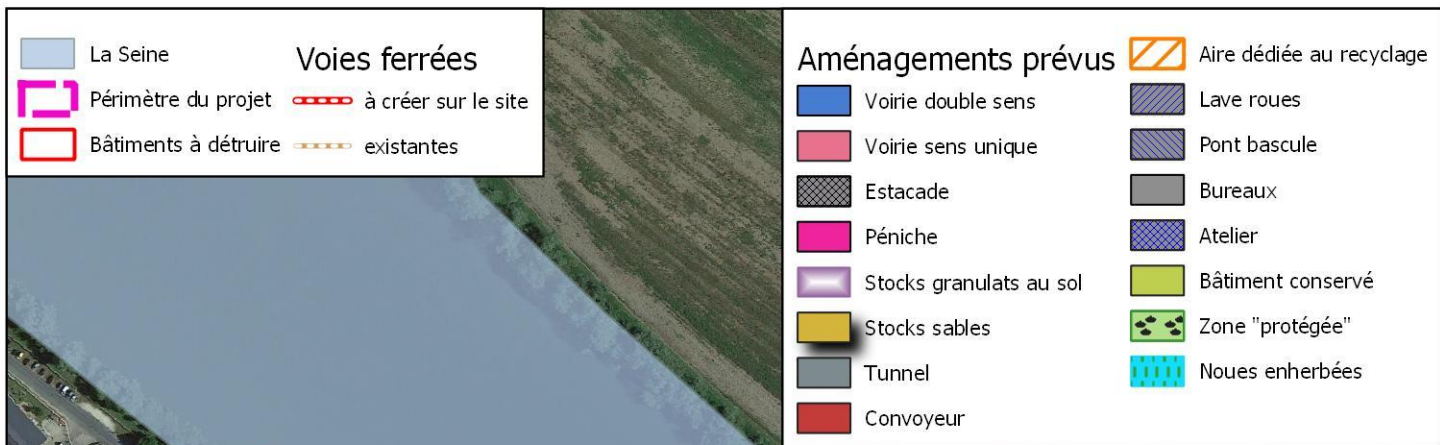 La Seine
Périmètre du projet
Bâtiments à détruire
Voies ferrées
à créer sur le site
existantes
Aménagements prévus
Voirie double sens
Voirie sens unique
Estacade
Péniche
Stocks granulats au sol
Stocks sables
Tunnel
Convoyeur
Aire dédiée au recyclage
Lave roues
Pont bascule
Bureaux
Atelier
Bâtiment conservé
Zone "protégée"
Noues enherbées